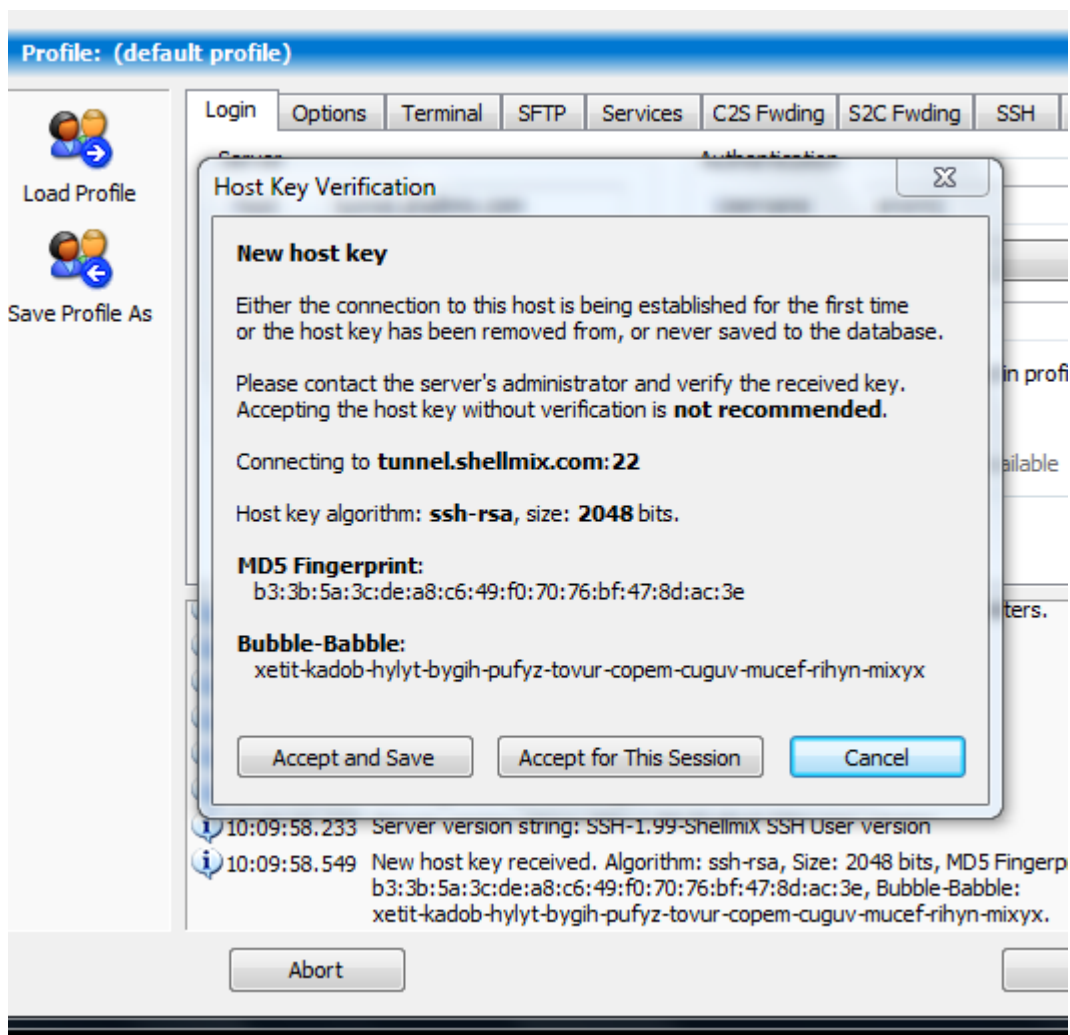 Profile: (default profile)
Load Profile
Save Profile As
Login Options Terminal SFTP Services C2S Fwding S2C Fwding SSH
Server Authentication
Host Key Verification
New host key
Either the connection to this host is being established for the first time
or the host key has been removed from, or never saved to the database.
Please contact the server's administrator and verify the received key.
Accepting the host key without verification is not recommended.
Connecting to tunnel.shellmix.com:22
Host key algorithm: ssh-rsa, size: 2048 bits.
MD5 Fingerprint:
b3:3b:5a:3c:de:a8:c6:49:f0:70:76:bf:47:8d:ac:3e
Bubble-Babble:
xetit-kadob-hylyt-bygih-pufyz-tovur-copem-cuguv-mucef-rihyn-mixyx
Accept and Save Accept for This Session Cancel
in profi
ailable
ters.
10:09:58.233 Server version string: SSH-1.99-ShellmiX SSH User version
10:09:58.549 New host key received. Algorithm: ssh-rsa, Size: 2048 bits, MD5 Fingerp
b3:3b:5a:3c:de:a8:c6:49:f0:70:76:bf:47:8d:ac:3e, Bubble-Babble:
xetit-kadob-hylyt-bygih-pufyz-tovur-copem-cuguv-mucef-rihyn-mixyx.
Abort